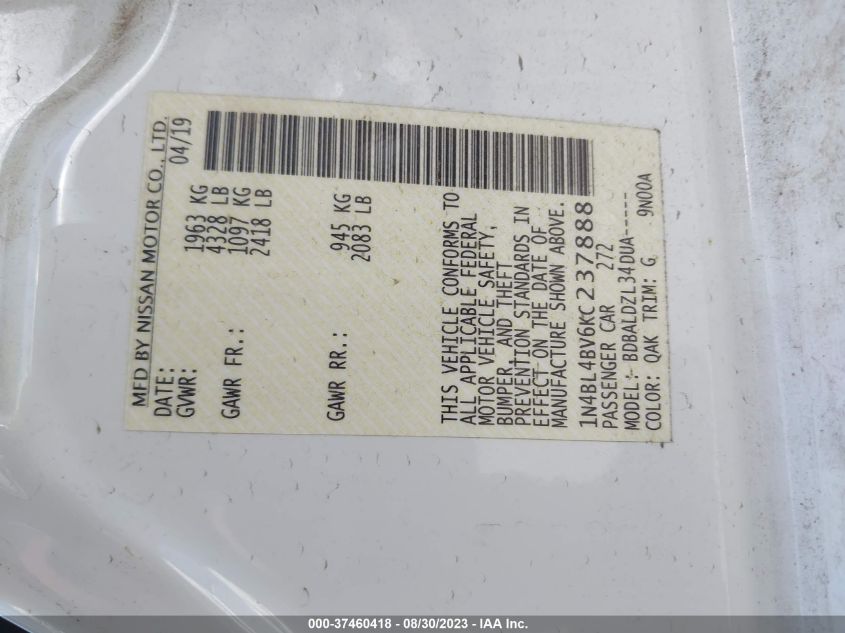 MFD BY NISSAN MOTOR CO., LTD.
DATE: 04/19
GVWR: 1963 KG
4328 LB
GAWR FR.: 1097 KG
2418 LB
GAWR RR.: 945 KG
2083 LB
THIS VEHICLE CONFORMS TO
ALL APPLICABLE FEDERAL
MOTOR VEHICLE SAFETY,
BUMPER, AND THEFT
PREVENTION STANDARDS IN
EFFECT ON THE DATE OF
MANUFACTURE SHOWN ABOVE.
1N4BL4BV6KC237888
PASSENGER CAR 272
MODEL: BDBALDZL34DUA-----
COLOR: QAK TRIM: G 9N00A
000-37460418 - 08/30/2023 - IAA Inc.